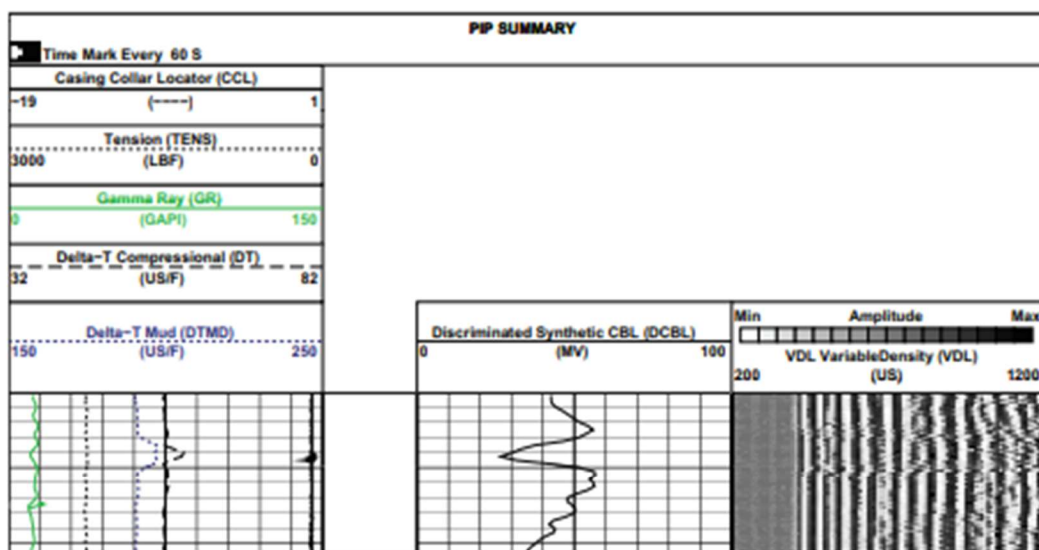 PIP SUMMARY
Time Mark Every 60 S
Casing Collar Locator (CCL)
−19 (−−−−) 1
Tension (TENS)
3000 (LBF) 0
Gamma Ray (GR)
0 (GAPI) 150
Delta−T Compressional (DT)
32 (US/F) 82
Delta−T Mud (DTMD)
150 (US/F) 250
Discriminated Synthetic CBL (DCBL)
0 (MV) 100
Min Amplitude Max
VDL VariableDensity (VDL)
200 (US) 1200